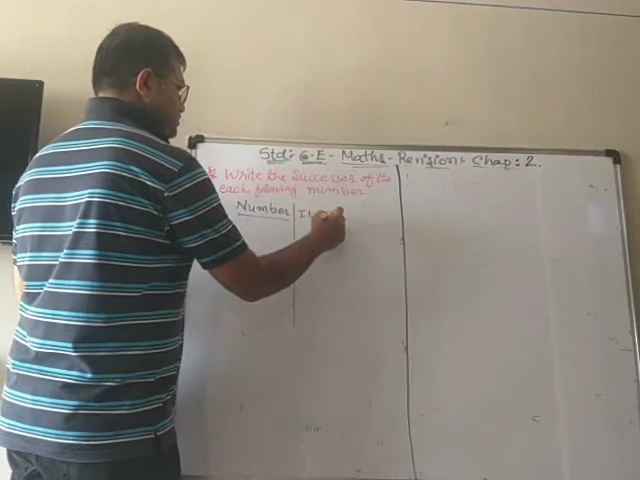 Std: 6-E- Maths- Revision: Chap: 2.
Write the Successor of the
each following number
Number